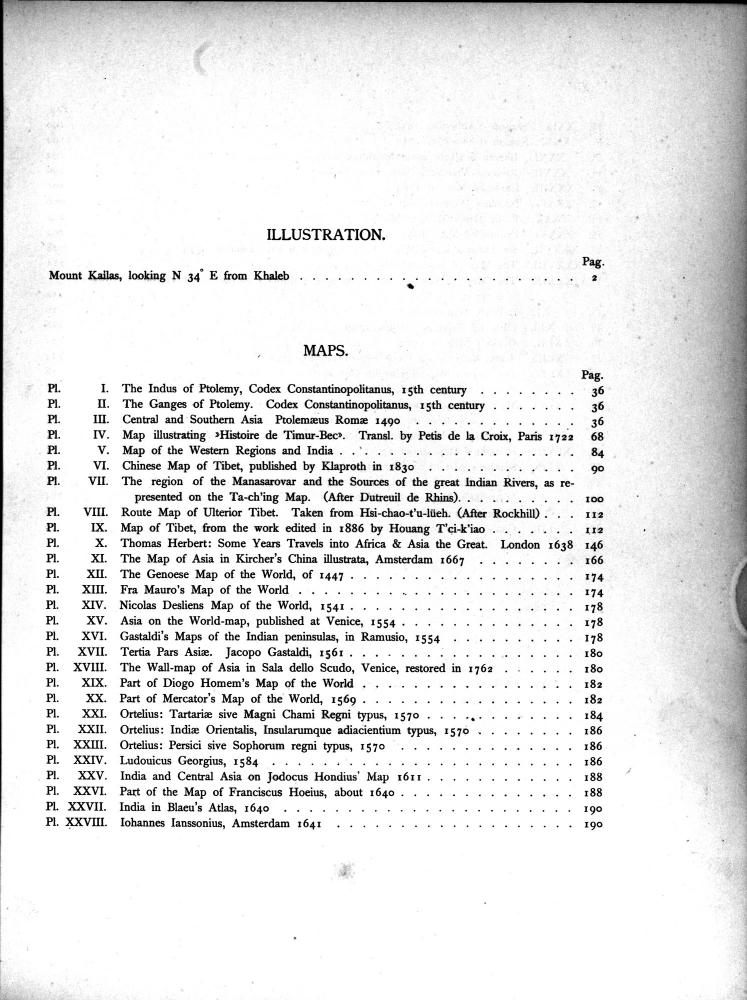 ILLUSTRATION.
Pag.
Mount Kailas, looking N 34° E from Khaleb . . . . . . . . . . . . . . . . . . . . . . 2
MAPS.
Pag.
Pl. I. The Indus of Ptolemy, Codex Constantinopolitanus, 15th century . . . . . . . . 36
Pl. II. The Ganges of Ptolemy. Codex Constantinopolitanus, 15th century . . . . . . . 36
Pl. III. Central and Southern Asia Ptolemæus Romæ 1490 . . . . . . . . . . . . . 36
Pl. IV. Map illustrating »Histoire de Timur-Bec». Transl. by Petis de la Croix, Paris 1722 68
Pl. V. Map of the Western Regions and India . . . . . . . . . . . . . . . . . . . 84
Pl. VI. Chinese Map of Tibet, published by Klaproth in 1830 . . . . . . . . . . . . 90
Pl. VII. The region of the Manasarovar and the Sources of the great Indian Rivers, as re-
presented on the Ta-ch'ing Map. (After Dutreuil de Rhins). . . . . . . . . . 100
Pl. VIII. Route Map of Ulterior Tibet. Taken from Hsi-chao-t'u-lüeh. (After Rockhill) . . . 112
Pl. IX. Map of Tibet, from the work edited in 1886 by Houang T'ci-k'iao . . . . . . . 112
Pl. X. Thomas Herbert: Some Years Travels into Africa & Asia the Great. London 1638 146
Pl. XI. The Map of Asia in Kircher's China illustrata, Amsterdam 1667 . . . . . . . . 166
Pl. XII. The Genoese Map of the World, of 1447 . . . . . . . . . . . . . . . . . . 174
Pl. XIII. Fra Mauro's Map of the World . . . . . . . . . . . . . . . . . . . . . . 174
Pl. XIV. Nicolas Desliens Map of the World, 1541 . . . . . . . . . . . . . . . . . . 178
Pl. XV. Asia on the World-map, published at Venice, 1554 . . . . . . . . . . . . . . 178
Pl. XVI. Gastaldi's Maps of the Indian peninsulas, in Ramusio, 1554 . . . . . . . . . . 178
Pl. XVII. Tertia Pars Asiæ. Jacopo Gastaldi, 1561 . . . . . . . . . . . . . . . . . . 180
Pl. XVIII. The Wall-map of Asia in Sala dello Scudo, Venice, restored in 1762 . . . . . . 180
Pl. XIX. Part of Diogo Homem's Map of the World . . . . . . . . . . . . . . . . . 182
Pl. XX. Part of Mercator's Map of the World, 1569 . . . . . . . . . . . . . . . . . 182
Pl. XXI. Ortelius: Tartariæ sive Magni Chami Regni typus, 1570 . . . . . . . . . . . . 184
Pl. XXII. Ortelius: Indiæ Orientalis, Insularumque adiacientium typus, 1570 . . . . . . . . 186
Pl. XXIII. Ortelius: Persici sive Sophorum regni typus, 1570 . . . . . . . . . . . . . . 186
Pl. XXIV. Ludouicus Georgius, 1584 . . . . . . . . . . . . . . . . . . . . . . . . 186
Pl. XXV. India and Central Asia on Jodocus Hondius' Map 1611 . . . . . . . . . . . . 188
Pl. XXVI. Part of the Map of Franciscus Hoeius, about 1640 . . . . . . . . . . . . . . 188
Pl. XXVII. India in Blaeu's Atlas, 1640 . . . . . . . . . . . . . . . . . . . . . . . 190
Pl. XXVIII. Iohannes Ianssonius, Amsterdam 1641 . . . . . . . . . . . . . . . . . . . 190